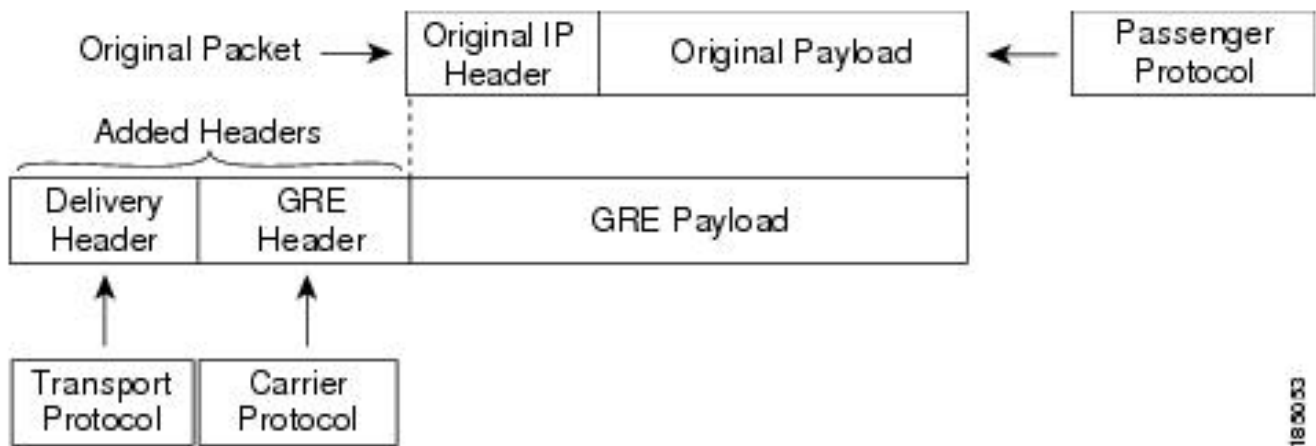 Original Packet
Original IP
Header
Original Payload
Passenger
Protocol
Added Headers
Delivery
Header
GRE
Header
GRE Payload
Transport
Protocol
Carrier
Protocol
185053